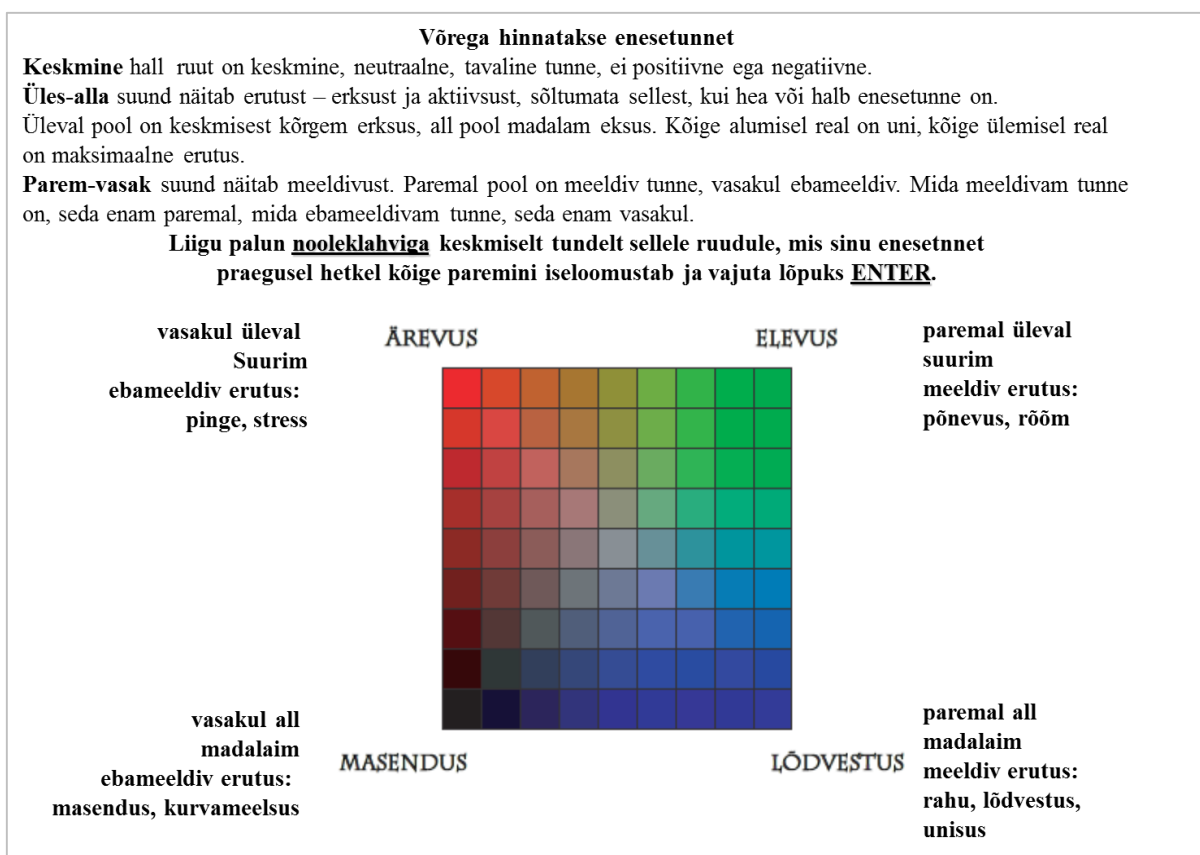 Võrega hinnatakse enesetunnet
Keskmine hall ruut on keskmine, neutraalne, tavaline tunne, ei positiivne ega negatiivne.
Üles-alla suund näitab erutust – erksust ja aktiivsust, sõltumata sellest, kui hea või halb enesetunne on.
Üleval pool on keskmisest kõrgem erksus, all pool madalam eksus. Kõige alumisel real on uni, kõige ülemisel real
on maksimaalne erutus.
Parem-vasak suund näitab meeldivust. Paremal pool on meeldiv tunne, vasakul ebameeldiv. Mida meeldivam tunne
on, seda enam paremal, mida ebameeldivam tunne, seda enam vasakul.
Liigu palun nooleklahviga keskmiselt tundelt sellele ruudule, mis sinu enesetnnet
praegusel hetkel kõige paremini iseloomustab ja vajuta lõpuks ENTER.
vasakul üleval
Suurim
ebameeldiv erutus:
pinge, stress
ÄREVUS
ELEVUS
paremal üleval
suurim
meeldiv erutus:
põnevus, rõõm
vasakul all
madalaim
ebameeldiv erutus:
masendus, kurvameelsus
MASENDUS
LÕDVESTUS
paremal all
madalaim
meeldiv erutus:
rahu, lõdvestus,
unisus